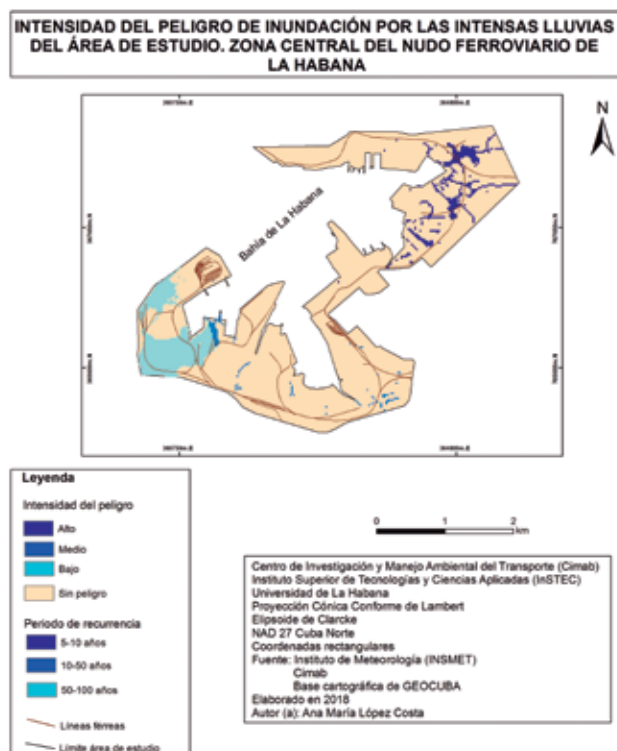 INTENSIDAD DEL PELIGRO DE INUNDACIÓN POR LAS INTENSAS LLUVIAS
DEL ÁREA DE ESTUDIO. ZONA CENTRAL DEL NUDO FERROVIARIO DE
LA HABANA
N
Bahía de La Habana
Leyenda
Intensidad del peligro
Alto
Medio
Bajo
Sin peligro
Periodo de recurrencia
5-10 años
10-50 años
50-100 años
Líneas férreas
Límite área de estudio
0 1 2
km
Centro de Investigación y Manejo Ambiental del Transporte (Cimab)
Instituto Superior de Tecnologías y Ciencias Aplicadas (InSTEC)
Universidad de La Habana
Proyección Cónica Conforme de Lambert
Elipsoide de Clarcke
NAD 27 Cuba Norte
Coordenadas rectangulares
Fuente: Instituto de Meteorología (INSMET)
Cimab
Base cartográfica de GEOCUBA
Elaborado en 2018
Autor (a): Ana María López Costa